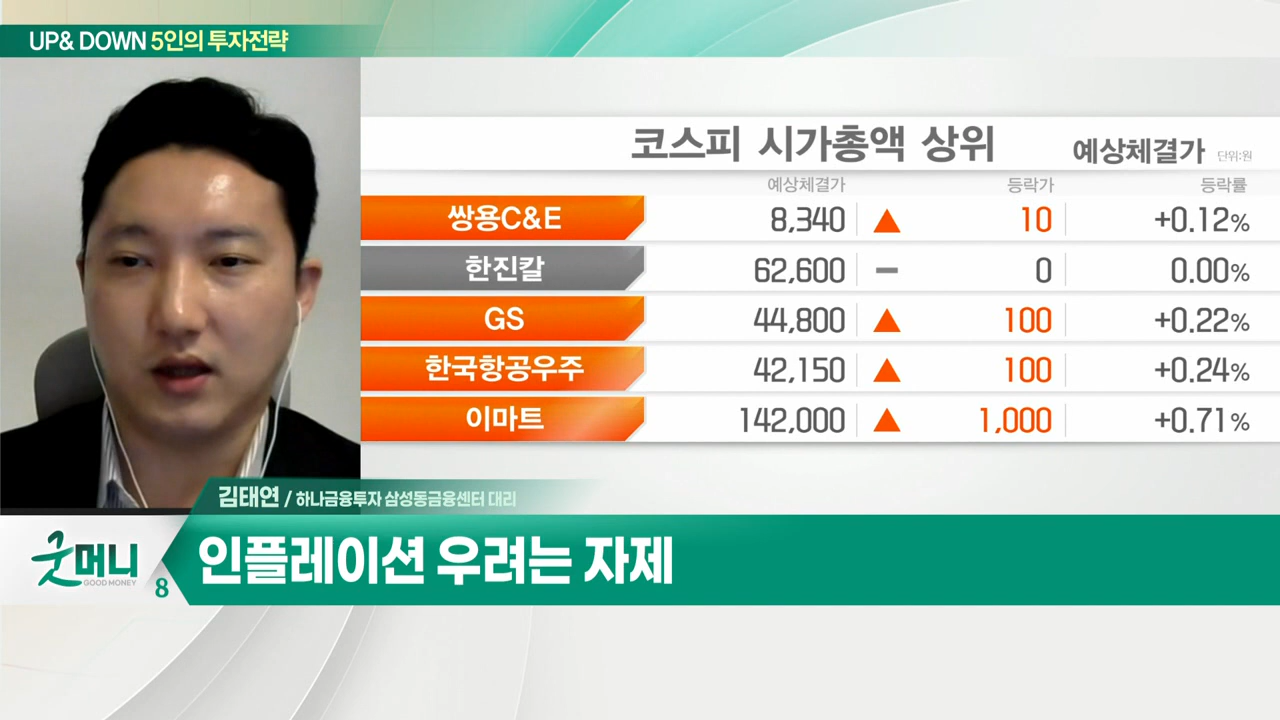 UP& DOWN 5인의 투자전략
코스피 시가총액 상위 예상체결가 단위:원
예상체결가 등락가 등락률
쌍용C&E 8,340 ▲ 10 +0.12%
한진칼 62,600 － 0 0.00%
GS 44,800 ▲ 100 +0.22%
한국항공우주 42,150 ▲ 100 +0.24%
이마트 142,000 ▲ 1,000 +0.71%
김태연 / 하나금융투자 삼성동금융센터 대리
굿머니
GOOD MONEY
8
인플레이션 우려는 자제